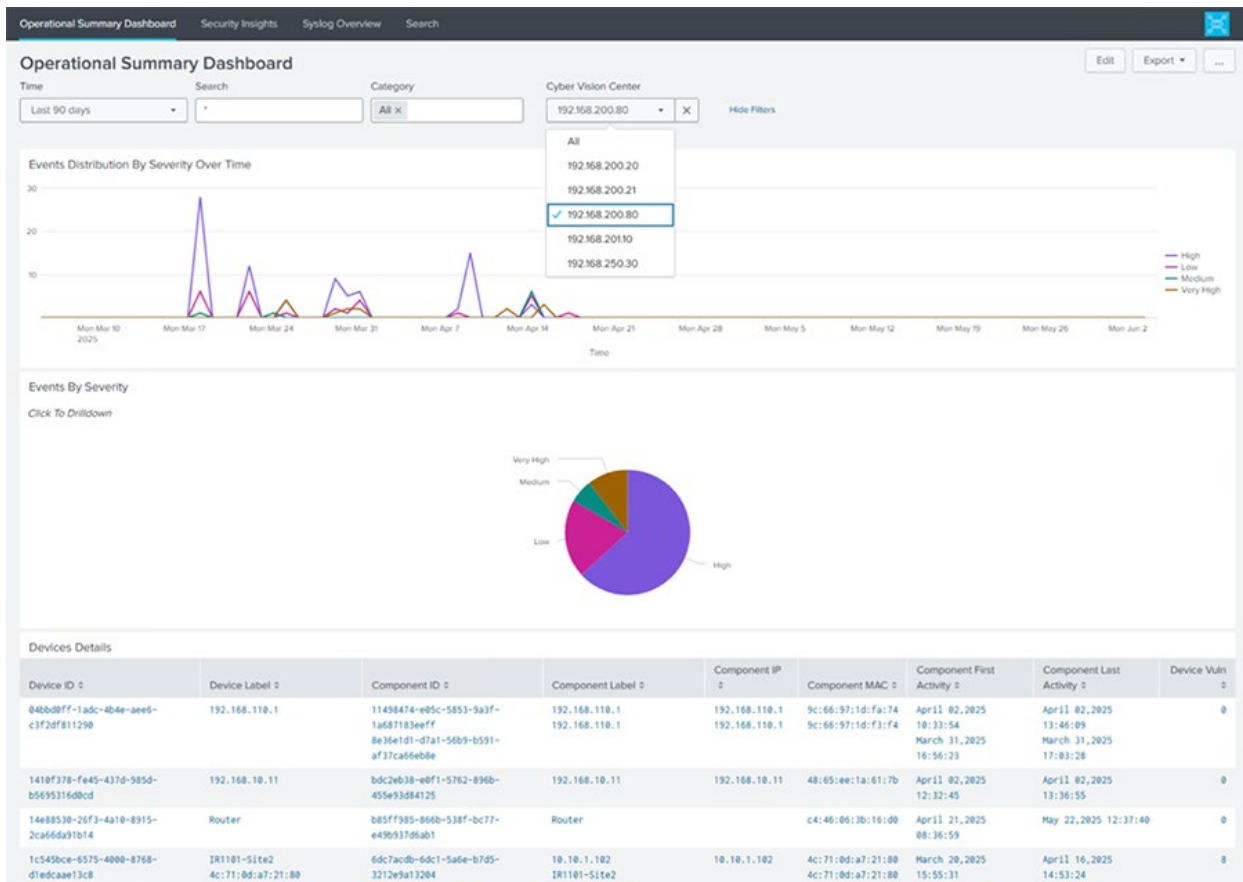 Operational Summary Dashboard Security Insights Syslog Overview Search
Operational Summary Dashboard
Edit Export ▾ ...
Time Search Category Cyber Vision Center
Last 90 days * All × 192.168.200.80 × Hide Filters
All
192.168.200.20
192.168.200.21
192.168.200.80
192.168.201.10
192.168.250.30
Events Distribution By Severity Over Time
30
20
10
High
Low
Medium
Very High
Mon Mar 10 Mon Mar 17 Mon Mar 24 Mon Mar 31 Mon Apr 7 Mon Apr 14 Mon Apr 21 Mon Apr 28 Mon May 5 Mon May 12 Mon May 19 Mon May 26 Mon Jun 2
2025
Time
Events By Severity
Click To Drilldown
Very High
Medium
Low
High
Devices Details
Device ID Device Label Component ID Component Label Component IP Component MAC Component First Activity Component Last Activity Device Vuln
04bbd0ff-1adc-4b4e-aee6- 192.168.110.1 11498474-e05c-5853-9a3f- 192.168.110.1 192.168.110.1 9c:66:97:1d:fa:74 April 02,2025 April 02,2025 0
c3f2df811290 1a687183eeff 192.168.110.1 192.168.110.1 9c:66:97:1d:f3:f4 10:33:54 13:46:09
8e36e1d1-d7a1-56b9-b591- March 31,2025 March 31,2025
af37ca66eb8e 16:56:23 17:03:28
1410f378-fe45-437d-985d- 192.168.10.11 bdc2eb38-e0f1-5762-896b- 192.168.10.11 192.168.10.11 48:65:ee:1a:61:7b April 02,2025 April 02,2025 0
b5695316d0cd 455e93d84125 12:32:45 13:36:55
14e88530-26f3-4a10-8915- Router b85ff985-866b-538f-bc77- Router c4:46:06:3b:16:d0 April 21,2025 May 22,2025 12:37:40 0
2ca66da91b14 e49b937d6ab1 08:36:59
1c545bce-6575-4000-8768- IR1101-Site2 6dc7acdb-6dc1-5a6e-b7d5- 10.10.1.102 10.10.1.102 4c:71:0d:a7:21:80 March 20,2025 April 16,2025 8
d1edcaae13c8 4c:71:0d:a7:21:80 3212e9a13204 IR1101-Site2 4c:71:0d:a7:21:80 15:55:31 14:53:24